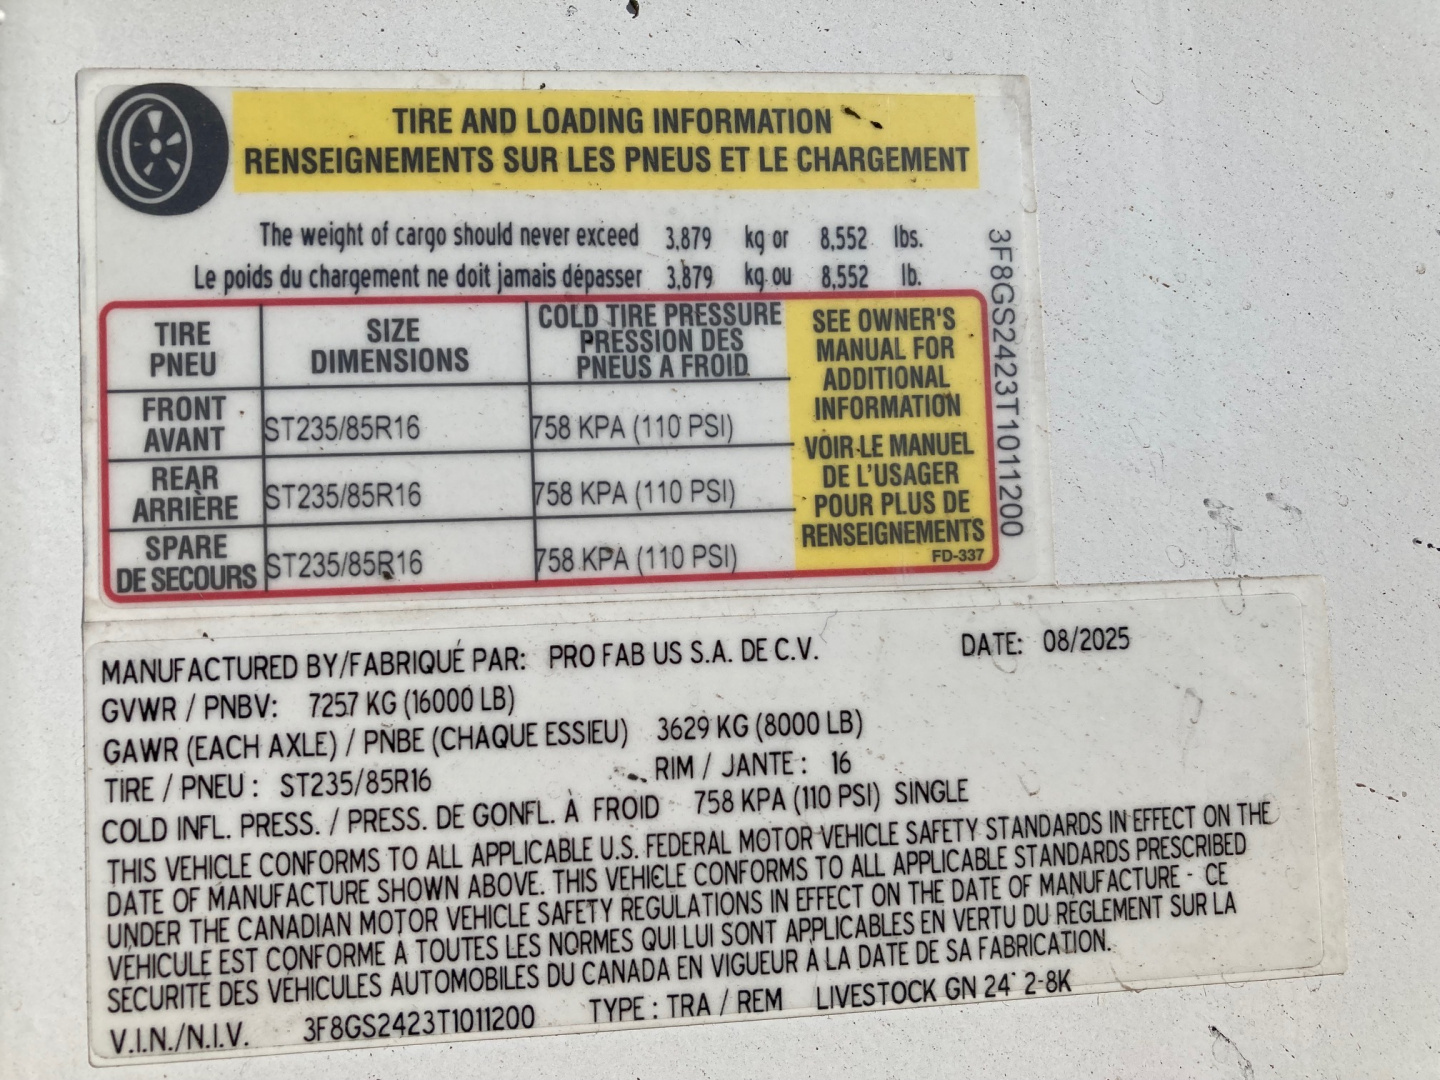 TIRE AND LOADING INFORMATION
RENSEIGNEMENTS SUR LES PNEUS ET LE CHARGEMENT
The weight of cargo should never exceed 3,879 kg or 8,552 lbs.
Le poids du chargement ne doit jamais dépasser 3,879 kg ou 8,552 lb.
TIRE
PNEU
SIZE
DIMENSIONS
COLD TIRE PRESSURE
PRESSION DES
PNEUS A FROID
FRONT
AVANT
ST235/85R16
758 KPA (110 PSI)
REAR
ARRIÈRE
ST235/85R16
758 KPA (110 PSI)
SPARE
DE SECOURS
ST235/85R16
758 KPA (110 PSI)
SEE OWNER'S
MANUAL FOR
ADDITIONAL
INFORMATION
VOIR LE MANUEL
DE L'USAGER
POUR PLUS DE
RENSEIGNEMENTS
FD-337
3F8GS2423T1011200
MANUFACTURED BY/FABRIQUÉ PAR: PRO FAB US S.A. DE C.V. DATE: 08/2025
GVWR / PNBV: 7257 KG (16000 LB)
GAWR (EACH AXLE) / PNBE (CHAQUE ESSIEU) 3629 KG (8000 LB)
TIRE / PNEU : ST235/85R16 RIM / JANTE : 16
COLD INFL. PRESS. / PRESS. DE GONFL. À FROID 758 KPA (110 PSI) SINGLE
THIS VEHICLE CONFORMS TO ALL APPLICABLE U.S. FEDERAL MOTOR VEHICLE SAFETY STANDARDS IN EFFECT ON THE
DATE OF MANUFACTURE SHOWN ABOVE. THIS VEHICLE CONFORMS TO ALL APPLICABLE STANDARDS PRESCRIBED
UNDER THE CANADIAN MOTOR VEHICLE SAFETY REGULATIONS IN EFFECT ON THE DATE OF MANUFACTURE - CE
VÉHICULE EST CONFORME À TOUTES LES NORMES QUI LUI SONT APPLICABLES EN VERTU DU RÈGLEMENT SUR LA
SÉCURITÉ DES VÉHICULES AUTOMOBILES DU CANADA EN VIGUEUR À LA DATE DE SA FABRICATION.
V.I.N./N.I.V. 3F8GS2423T1011200 TYPE : TRA / REM LIVESTOCK GN 24' 2-8K